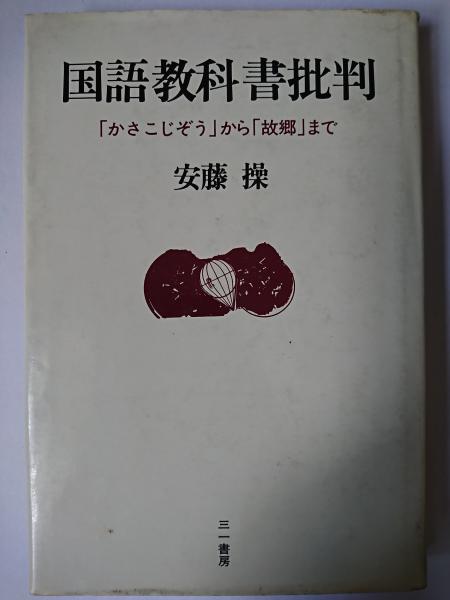 国語教科書批判
「かさこじぞう」から「故郷」まで
安藤 操
三一書房